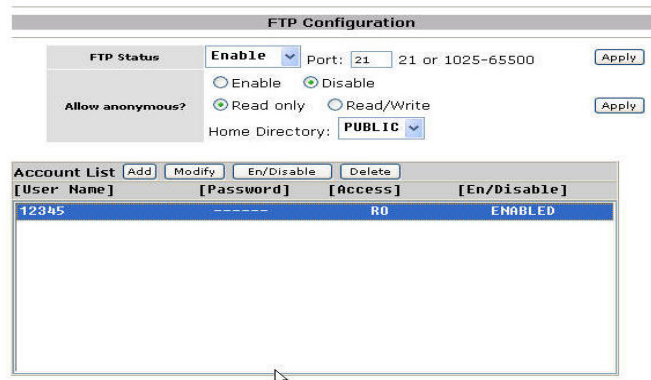 FTP Configuration
FTP Status Enable Port: 21 21 or 1025-65500 Apply
Enable Disable
Allow anonymous? Read only Read/Write Apply
Home Directory: PUBLIC
Account List Add Modify En/Disable Delete
[User Name] [Password] [Access] [En/Disable]
12345 ------ RO ENABLED